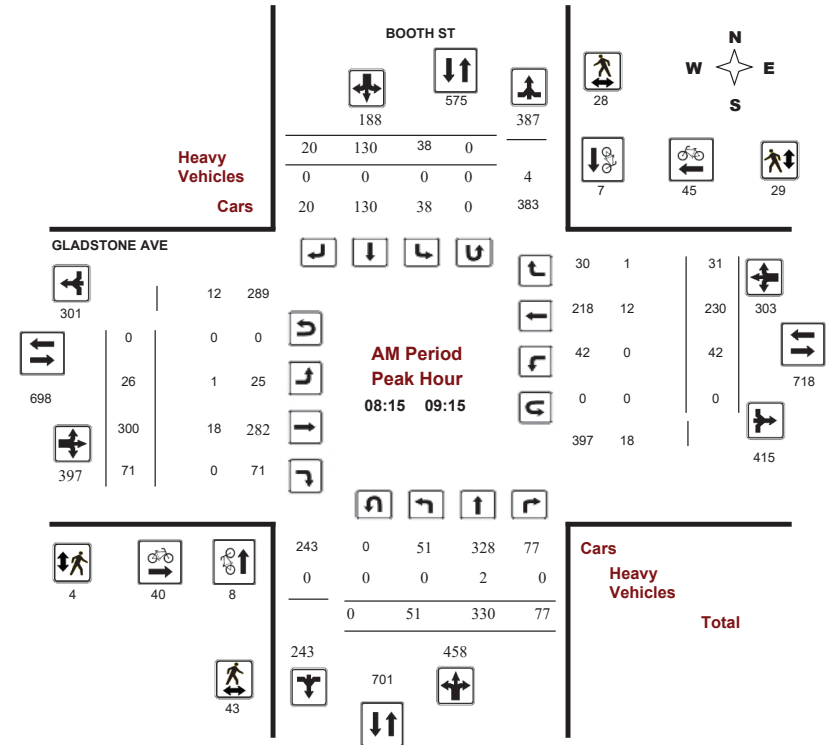 BOOTH ST
N
W E
S
575
28
188
387
20 130 38 0
Heavy
Vehicles
0 0 0 0 4
Cars
20 130 38 0 383
7 45 29
GLADSTONE AVE
301
12 289
30 1 31
303
218 12 230
0 0 0
698
AM Period
Peak Hour
08:15 09:15
26 1 25
42 0 42
718
0 0 0
300 18 282
397 18
415
397
71 0 71
243 0 51 328 77
Cars
0 0 0 2 0
Heavy
Vehicles
4 40 8
0 51 330 77
Total
243
458
701
43